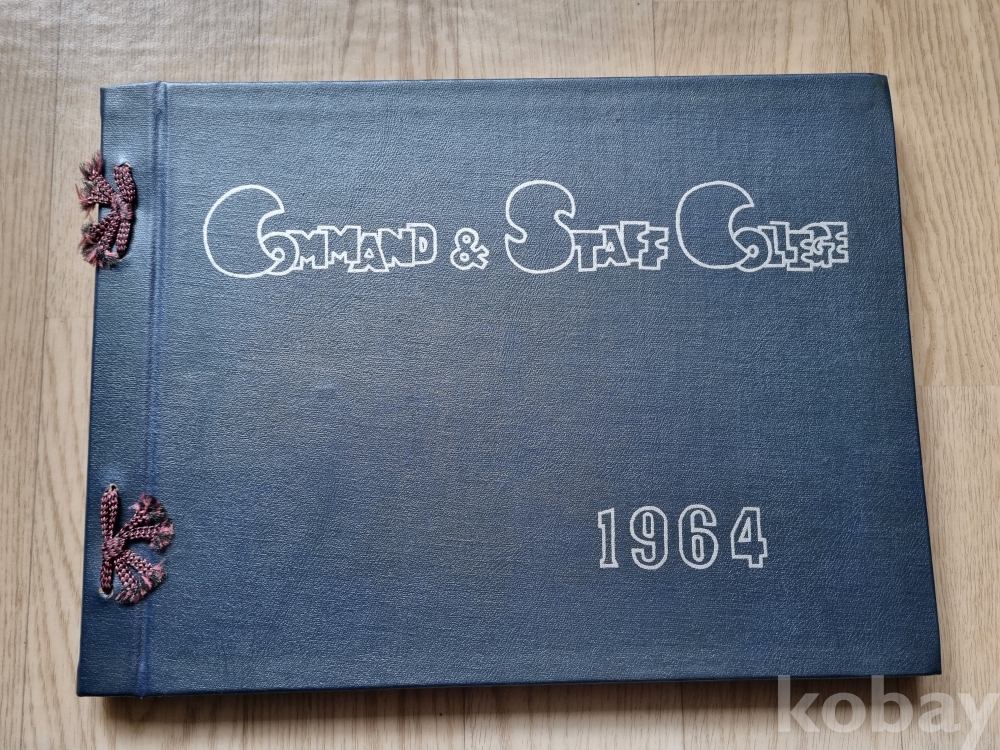 COMMAND & STAFF COLLEGE
1964
kobay